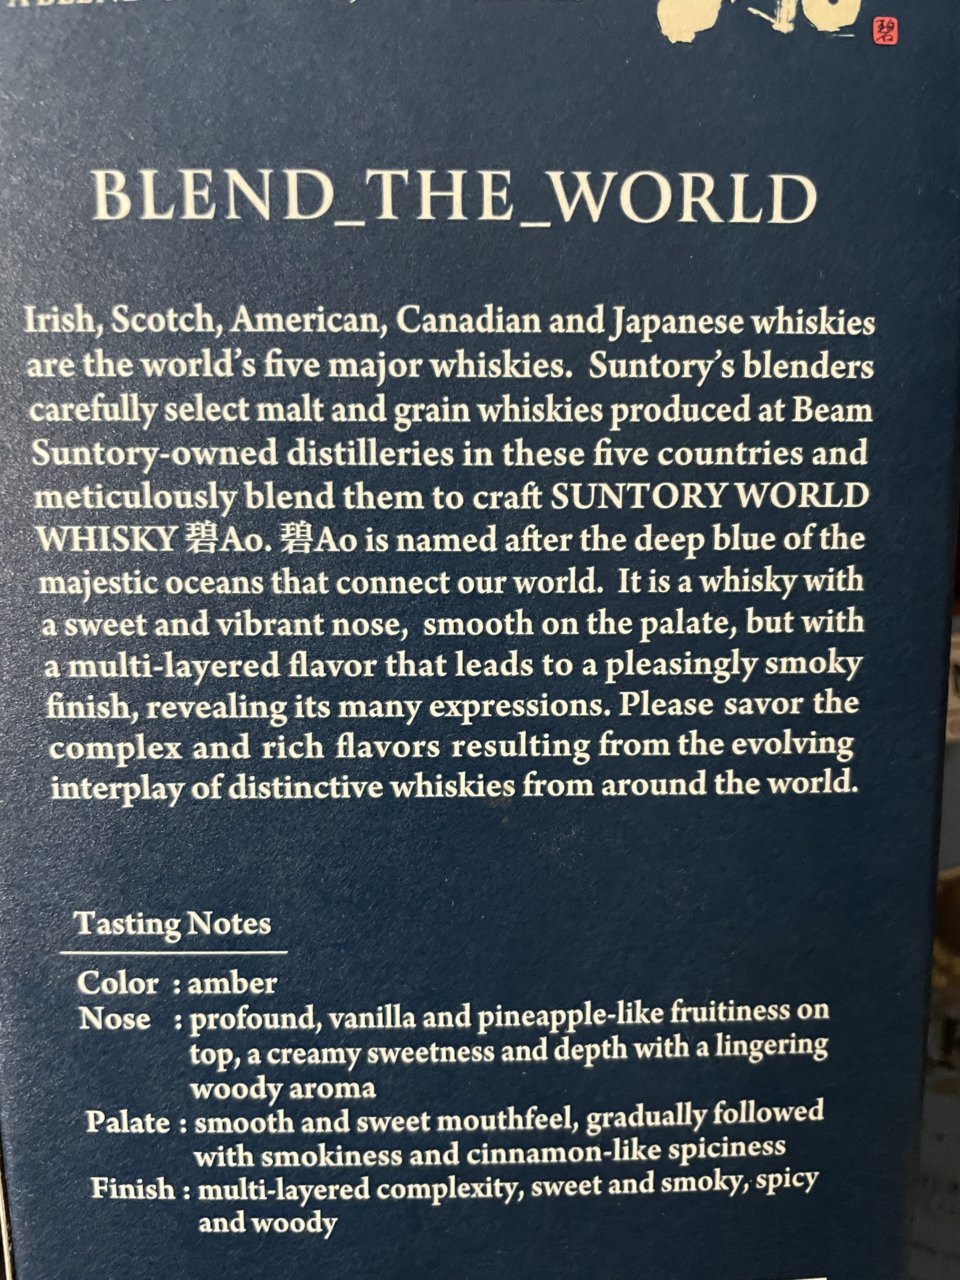 碧
BLEND_THE_WORLD
Irish, Scotch, American, Canadian and Japanese whiskies
are the world's five major whiskies. Suntory's blenders
carefully select malt and grain whiskies produced at Beam
Suntory-owned distilleries in these five countries and
meticulously blend them to craft SUNTORY WORLD
WHISKY 碧Ao. 碧Ao is named after the deep blue of the
majestic oceans that connect our world. It is a whisky with
a sweet and vibrant nose, smooth on the palate, but with
a multi-layered flavor that leads to a pleasingly smoky
finish, revealing its many expressions. Please savor the
complex and rich flavors resulting from the evolving
interplay of distinctive whiskies from around the world.
Tasting Notes
Color : amber
Nose : profound, vanilla and pineapple-like fruitiness on
top, a creamy sweetness and depth with a lingering
woody aroma
Palate : smooth and sweet mouthfeel, gradually followed
with smokiness and cinnamon-like spiciness
Finish : multi-layered complexity, sweet and smoky, spicy
and woody